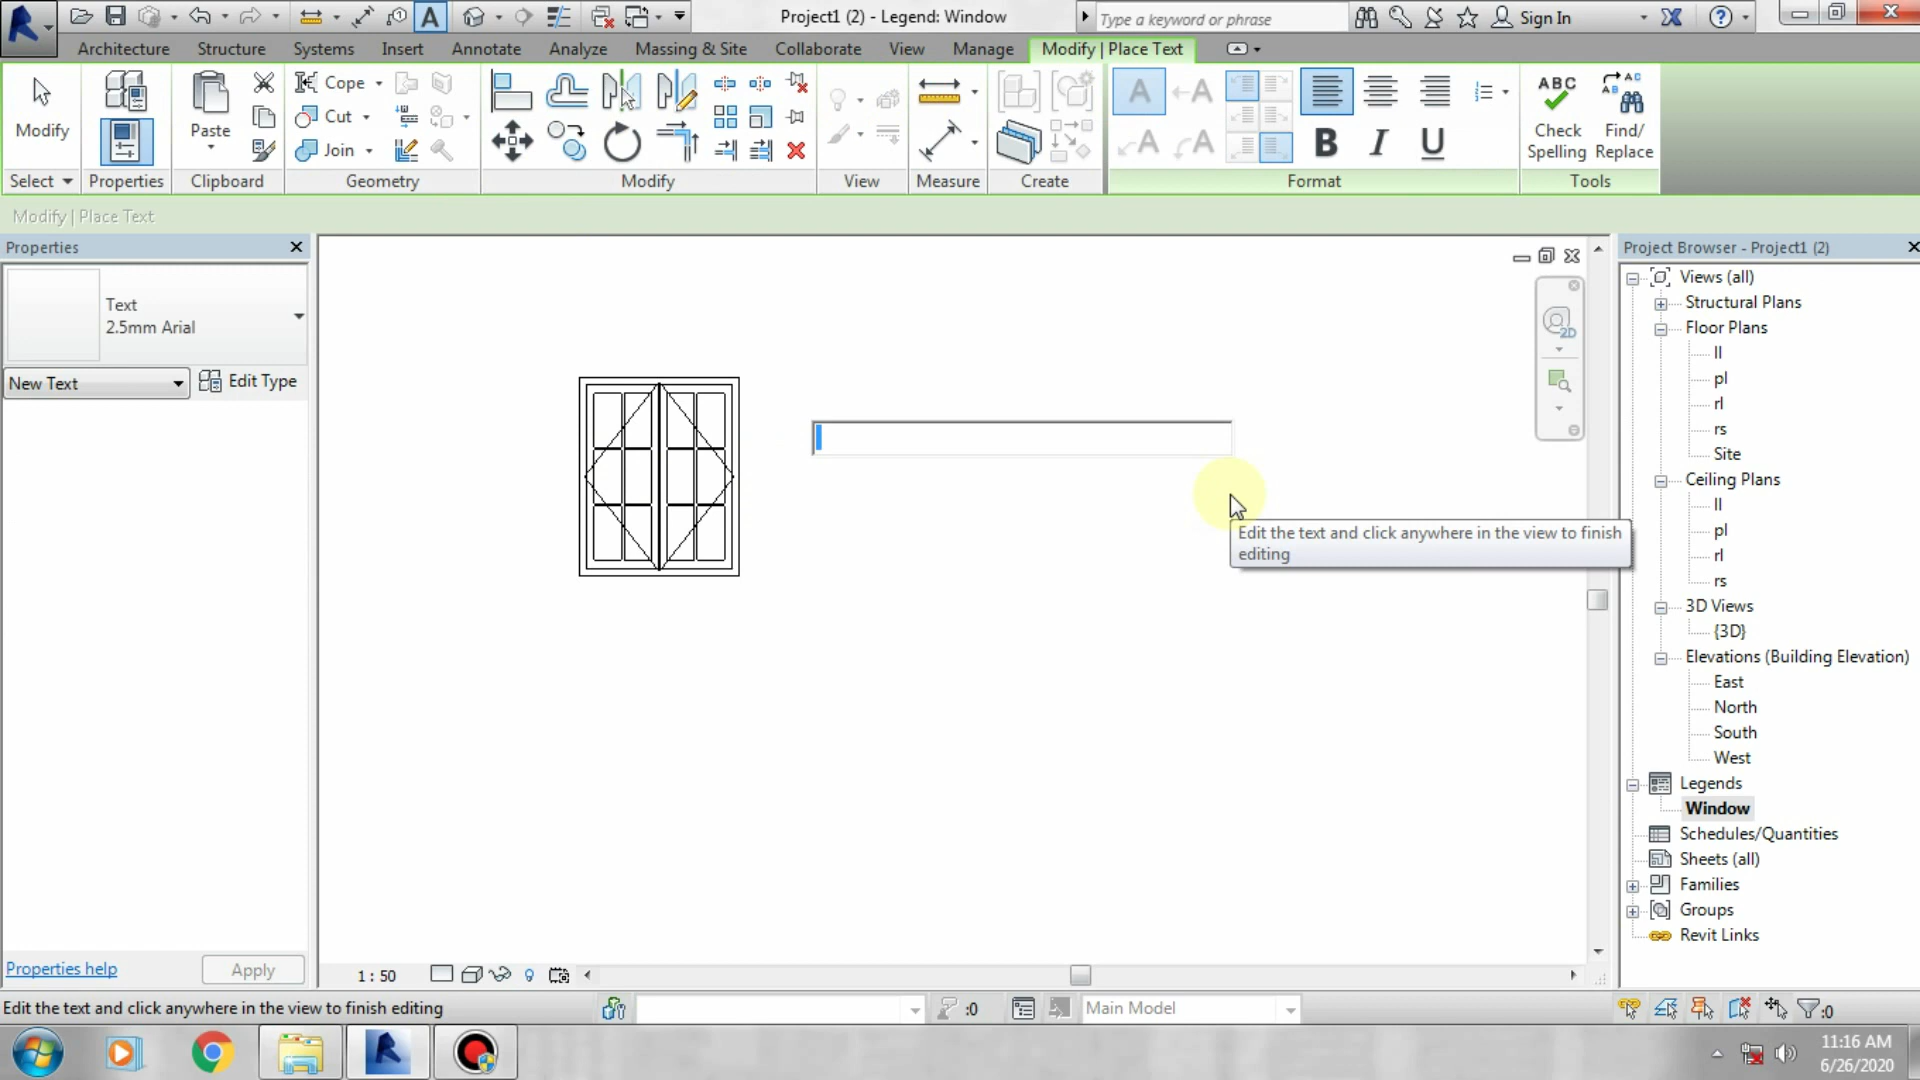 Project1 (2) - Legend: Window
Type a keyword or phrase
Sign In
Architecture Structure Systems Insert Annotate Analyze Massing & Site Collaborate View Manage Modify | Place Text
Modify
Select
Properties
Paste
Clipboard
Cope
Cut
Join
Geometry
Modify
View
Measure
Create
B I U
Format
ABC
Check
Spelling
Find/
Replace
Tools
Modify | Place Text
Properties
Text
2.5mm Arial
New Text
Edit Type
Properties help
Apply
Edit the text and click anywhere in the view to finish
editing
2D
Project Browser - Project1 (2)
Views (all)
Structural Plans
Floor Plans
ll
pl
rl
rs
Site
Ceiling Plans
ll
pl
rl
rs
3D Views
{3D}
Elevations (Building Elevation)
East
North
South
West
Legends
Window
Schedules/Quantities
Sheets (all)
Families
Groups
Revit Links
1 : 50
Edit the text and click anywhere in the view to finish editing
:0
Main Model
:0
11:16 AM
6/26/2020